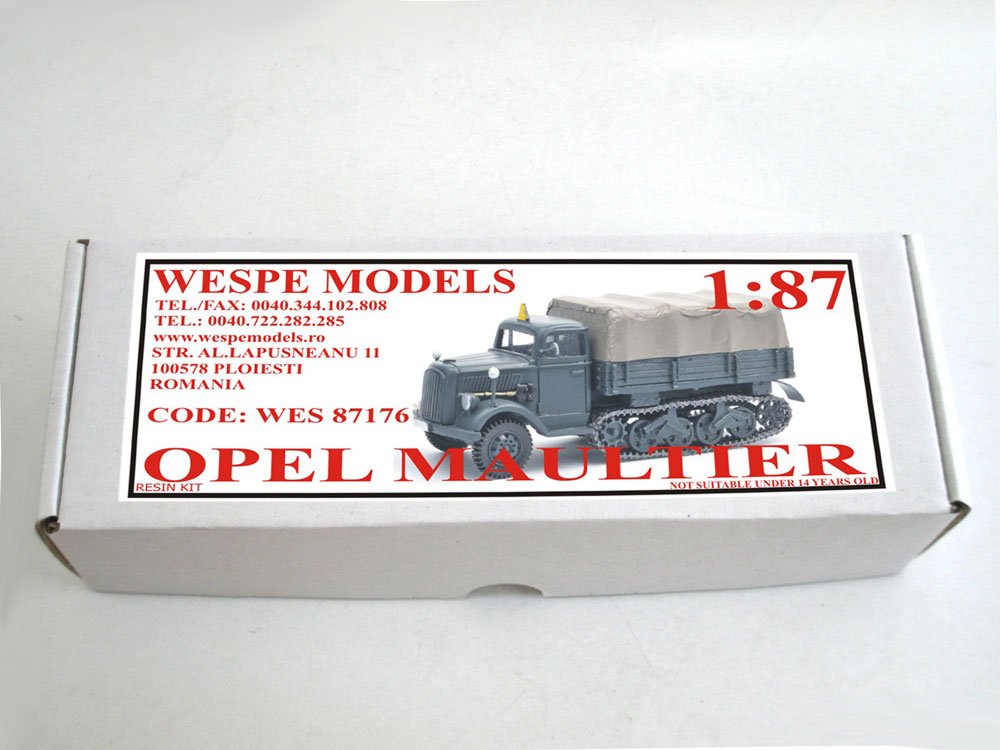 WESPE MODELS
1:87
TEL./FAX: 0040.344.102.808
TEL.: 0040.722.282.285
www.wespemodels.ro
STR. AL.LAPUSNEANU 11
100578 PLOIESTI
ROMANIA
CODE: WES 87176
OPEL MAULTIER
RESIN KIT
NOT SUITABLE UNDER 14 YEARS OLD